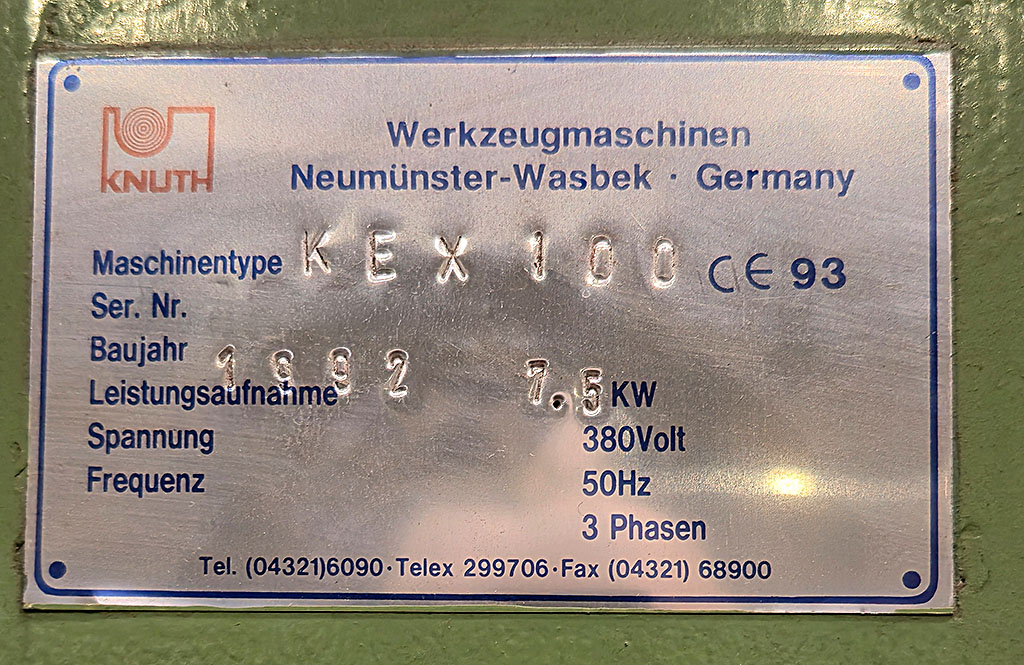 KNUTH
Werkzeugmaschinen
Neumünster-Wasbek · Germany
Maschinentype KEX 100 CE 93
Ser. Nr.
Baujahr 1992
Leistungsaufnahme 7.5 KW
Spannung 380Volt
Frequenz 50Hz
3 Phasen
Tel. (04321)6090·Telex 299706·Fax (04321) 68900